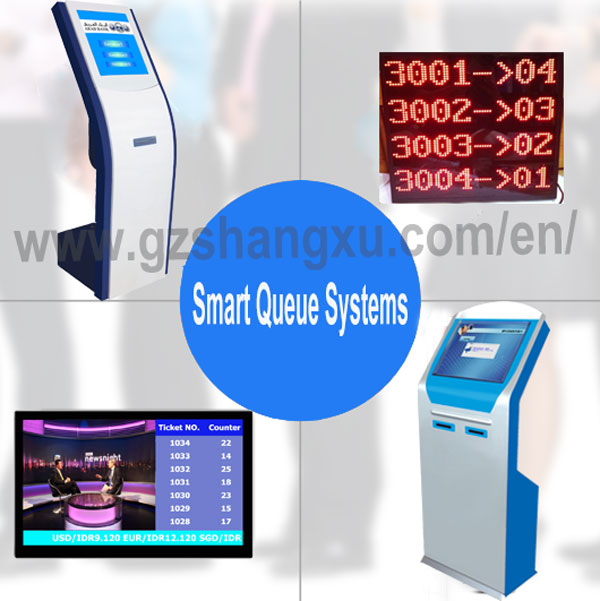 ARAB BANK
3001->04
3002->03
3003->02
3004->01
www.gzshangxu.com/en/
Smart Queue Systems
newsnight
Ticket NO. Counter
1034 22
1033 14
1032 25
1031 18
1030 23
1029 15
1028 17
USD/IDR9.120 EUR/IDR12.120 SGD/IDR